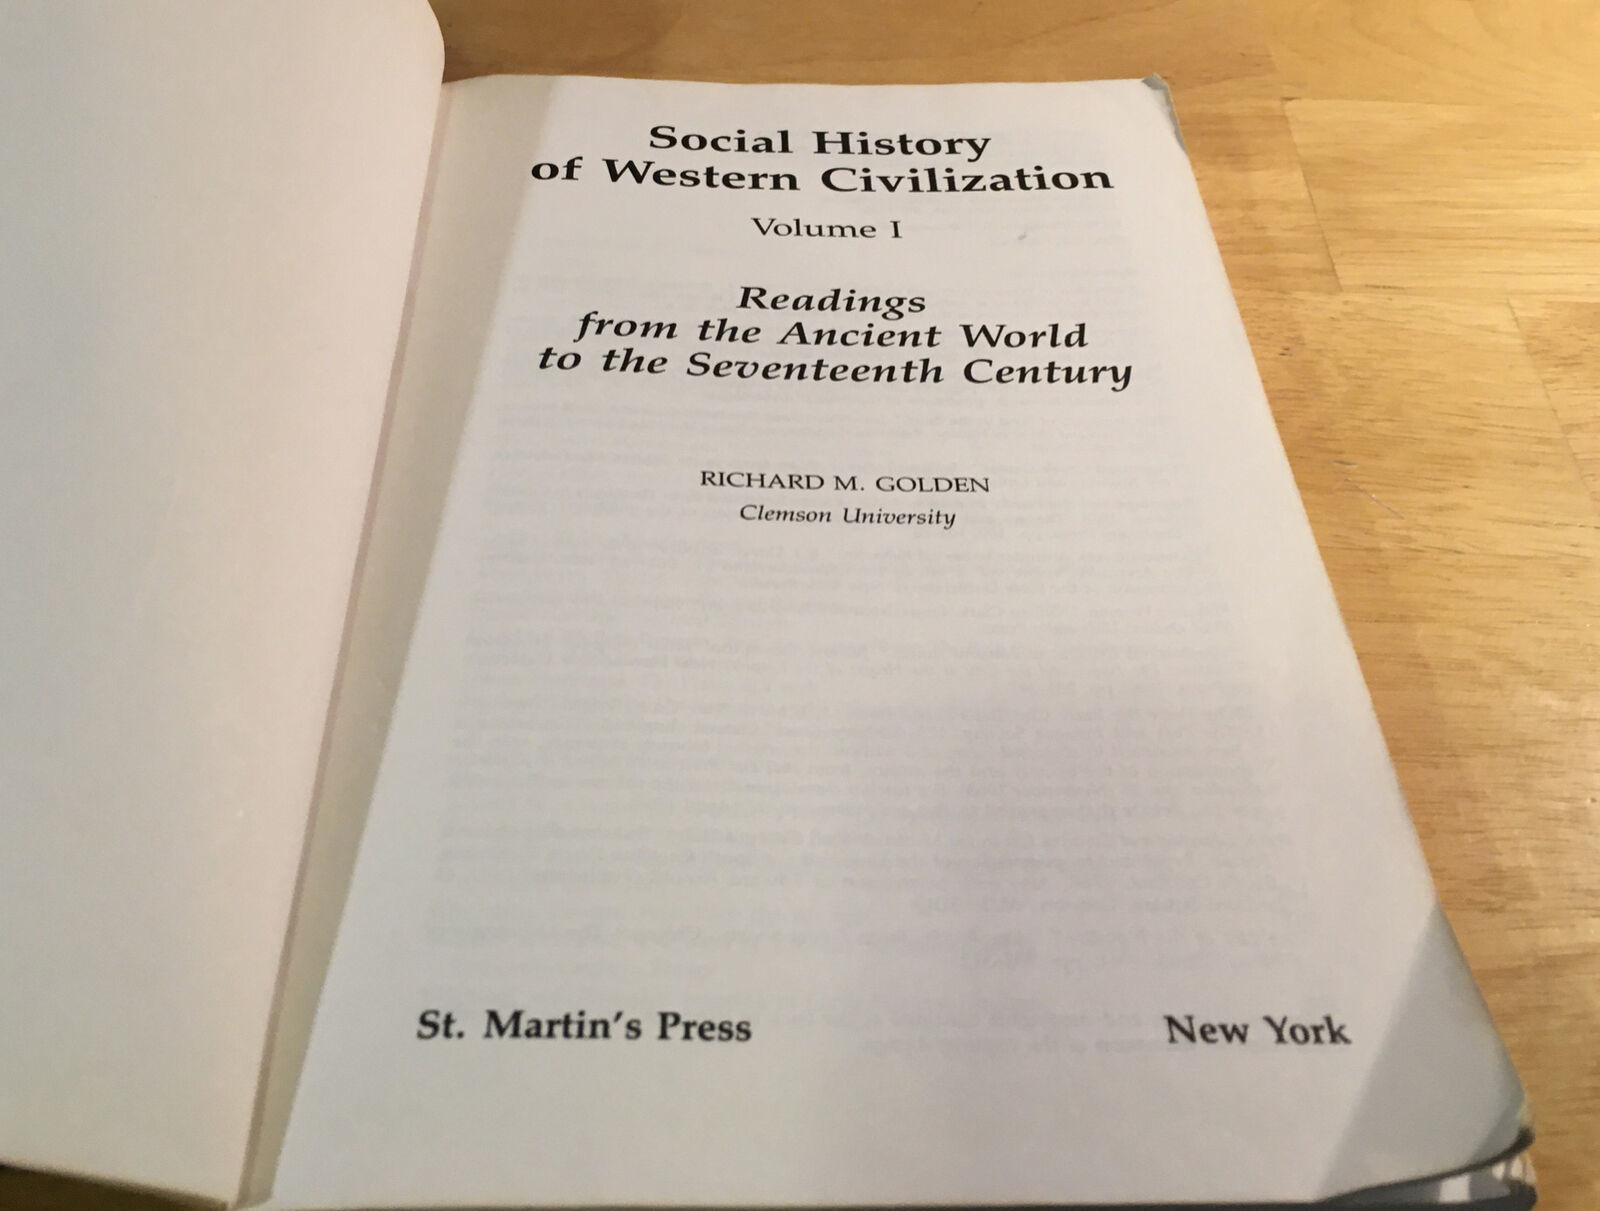 Social History
of Western Civilization
Volume I
Readings
from the Ancient World
to the Seventeenth Century
RICHARD M. GOLDEN
Clemson University
St. Martin's Press
New York